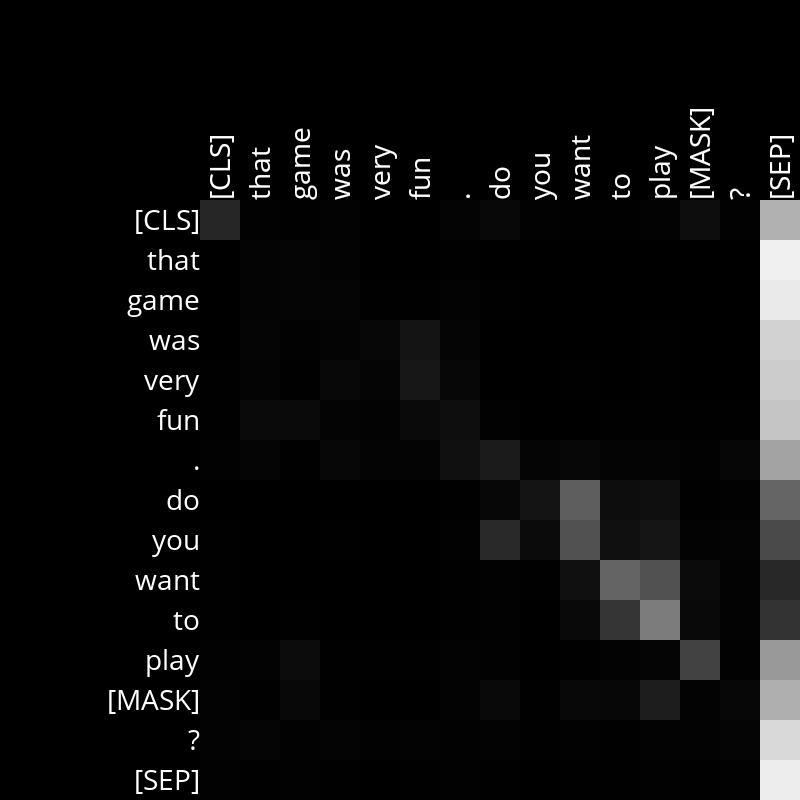 [CLS] that game was very fun . do you want to play [MASK] ? [SEP]
[CLS]
that
game
was
very
fun
.
do
you
want
to
play
[MASK]
?
[SEP]